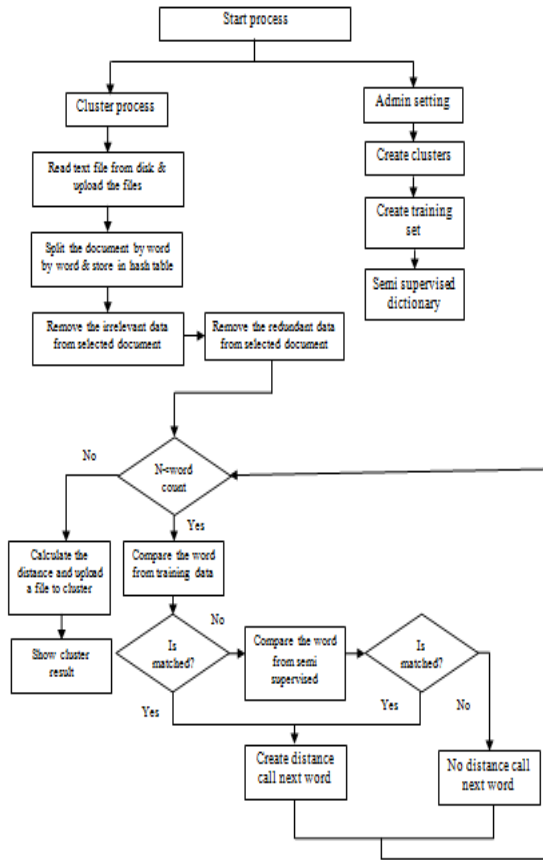 Start process
Cluster process
Admin setting
Read text file from disk &
upload the files
Create clusters
Split the document by word
by word & store in hash table
Create training
set
Semi supervised
dictionary
Remove the irrelevant data
from selected document
Remove the redundant data
from selected document
No
N-<word
count
Yes
Calculate the
distance and upload
a file to cluster
Compare the word
from training data
Show cluster
result
Is
matched?
No
Compare the word
from semi
supervised
Is
matched?
Yes
Yes
No
Create distance
call next word
No distance call
next word